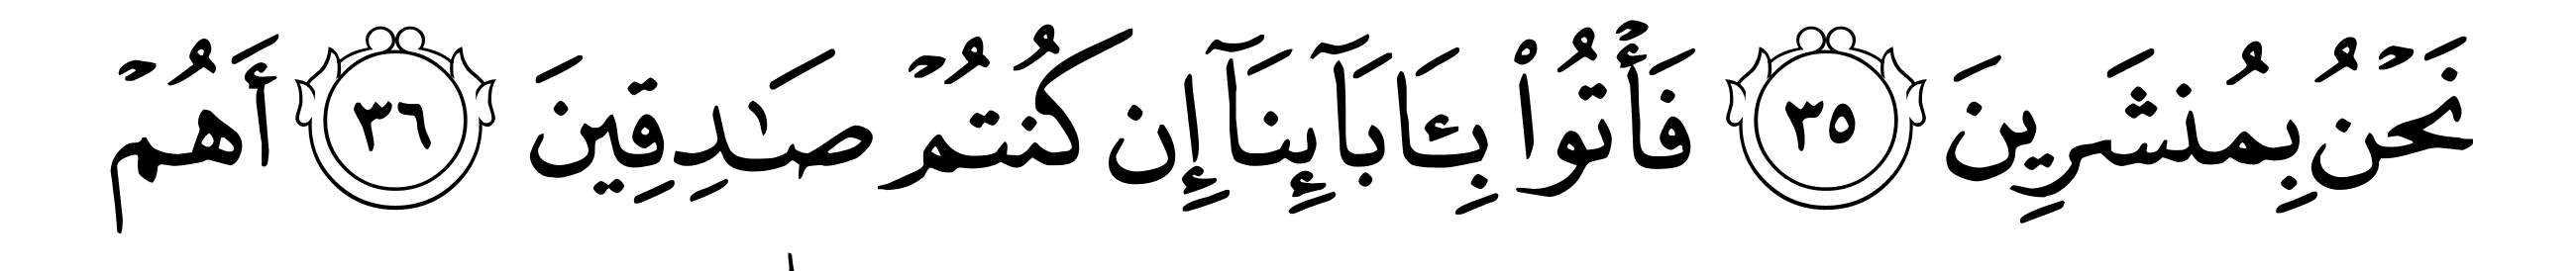 نَحْنُ بِمُنشَرِينَ ٣٥ فَأْتُوا۟ بِـَٔابَآئِنَآ إِن كُنتُمْ صَـٰدِقِينَ ٣٦ أَهُمْ